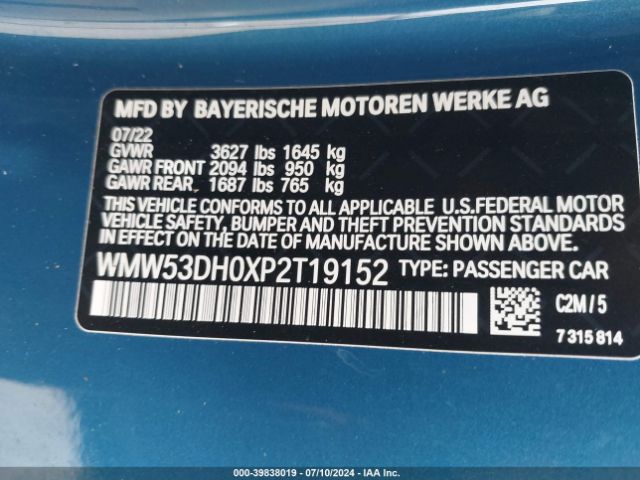 MFD BY BAYERISCHE MOTOREN WERKE AG
07/22
GVWR 3627 lbs 1645 kg
GAWR FRONT 2094 lbs 950 kg
GAWR REAR 1687 lbs 765 kg
THIS VEHICLE CONFORMS TO ALL APPLICABLE U.S.FEDERAL MOTOR
VEHICLE SAFETY, BUMPER AND THEFT PREVENTION STANDARDS
IN EFFECT ON THE DATE OF MANUFACTURE SHOWN ABOVE.
WMW53DH0XP2T19152 TYPE: PASSENGER CAR
C2M/5
7315814
000-39838019 - 07/10/2024 - IAA Inc.